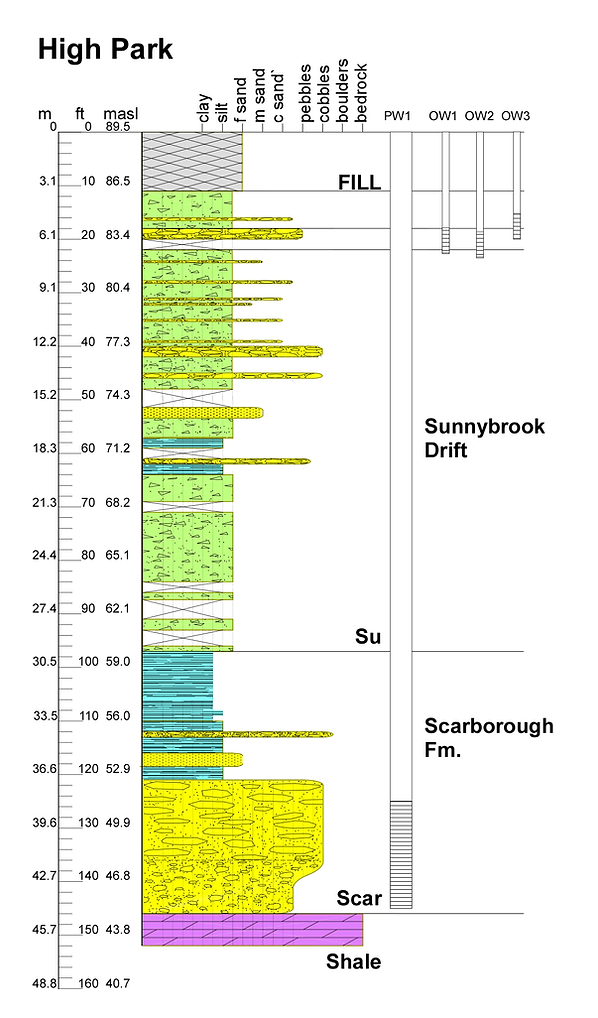 High Park
clay
silt
f sand
m sand
c sand`
pebbles
cobbles
boulders
bedrock
m ft masl PW1 OW1 OW2 OW3
0 0 89.5
3.1 10 86.5
FILL
6.1 20 83.4
9.1 30 80.4
12.2 40 77.3
15.2 50 74.3
Sunnybrook
Drift
18.3 60 71.2
21.3 70 68.2
24.4 80 65.1
27.4 90 62.1
Su
30.5 100 59.0
33.5 110 56.0
Scarborough
Fm.
36.6 120 52.9
39.6 130 49.9
42.7 140 46.8
Scar
45.7 150 43.8
Shale
48.8 160 40.7